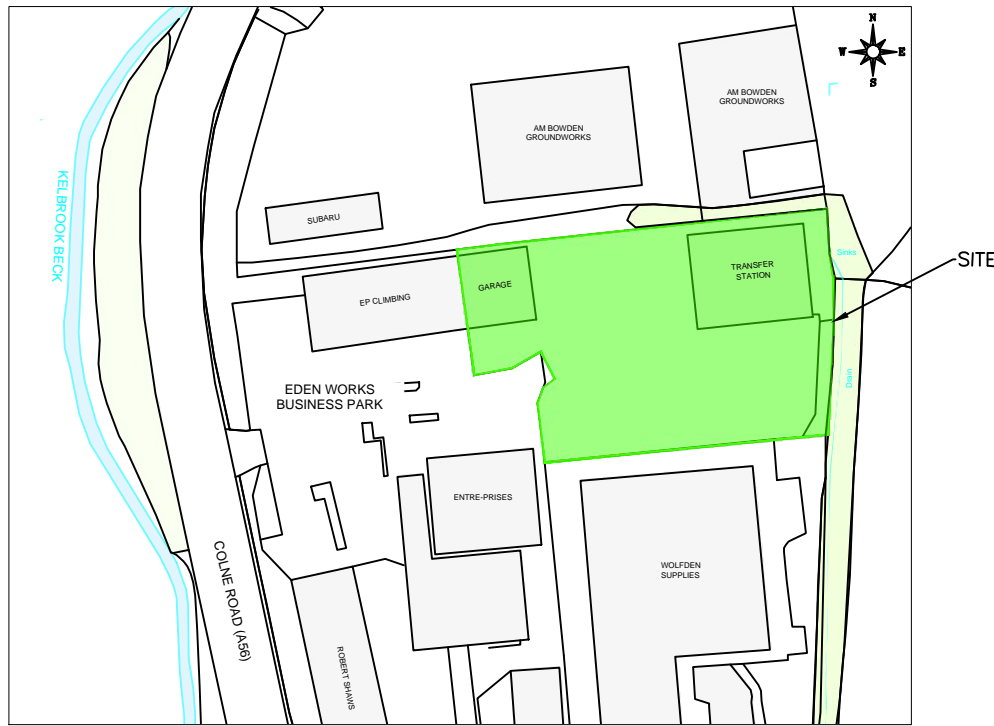 N
W E
S
AM BOWDEN
GROUNDWORKS
AM BOWDEN
GROUNDWORKS
KELBROOK BECK
SUBARU
Sinks
SITE
TRANSFER
STATION
GARAGE
EP CLIMBING
Drain
EDEN WORKS
BUSINESS PARK
ENTRE-PRISES
WOLFDEN
SUPPLIES
COLNE ROAD (A56)
ROBERT SHAWS